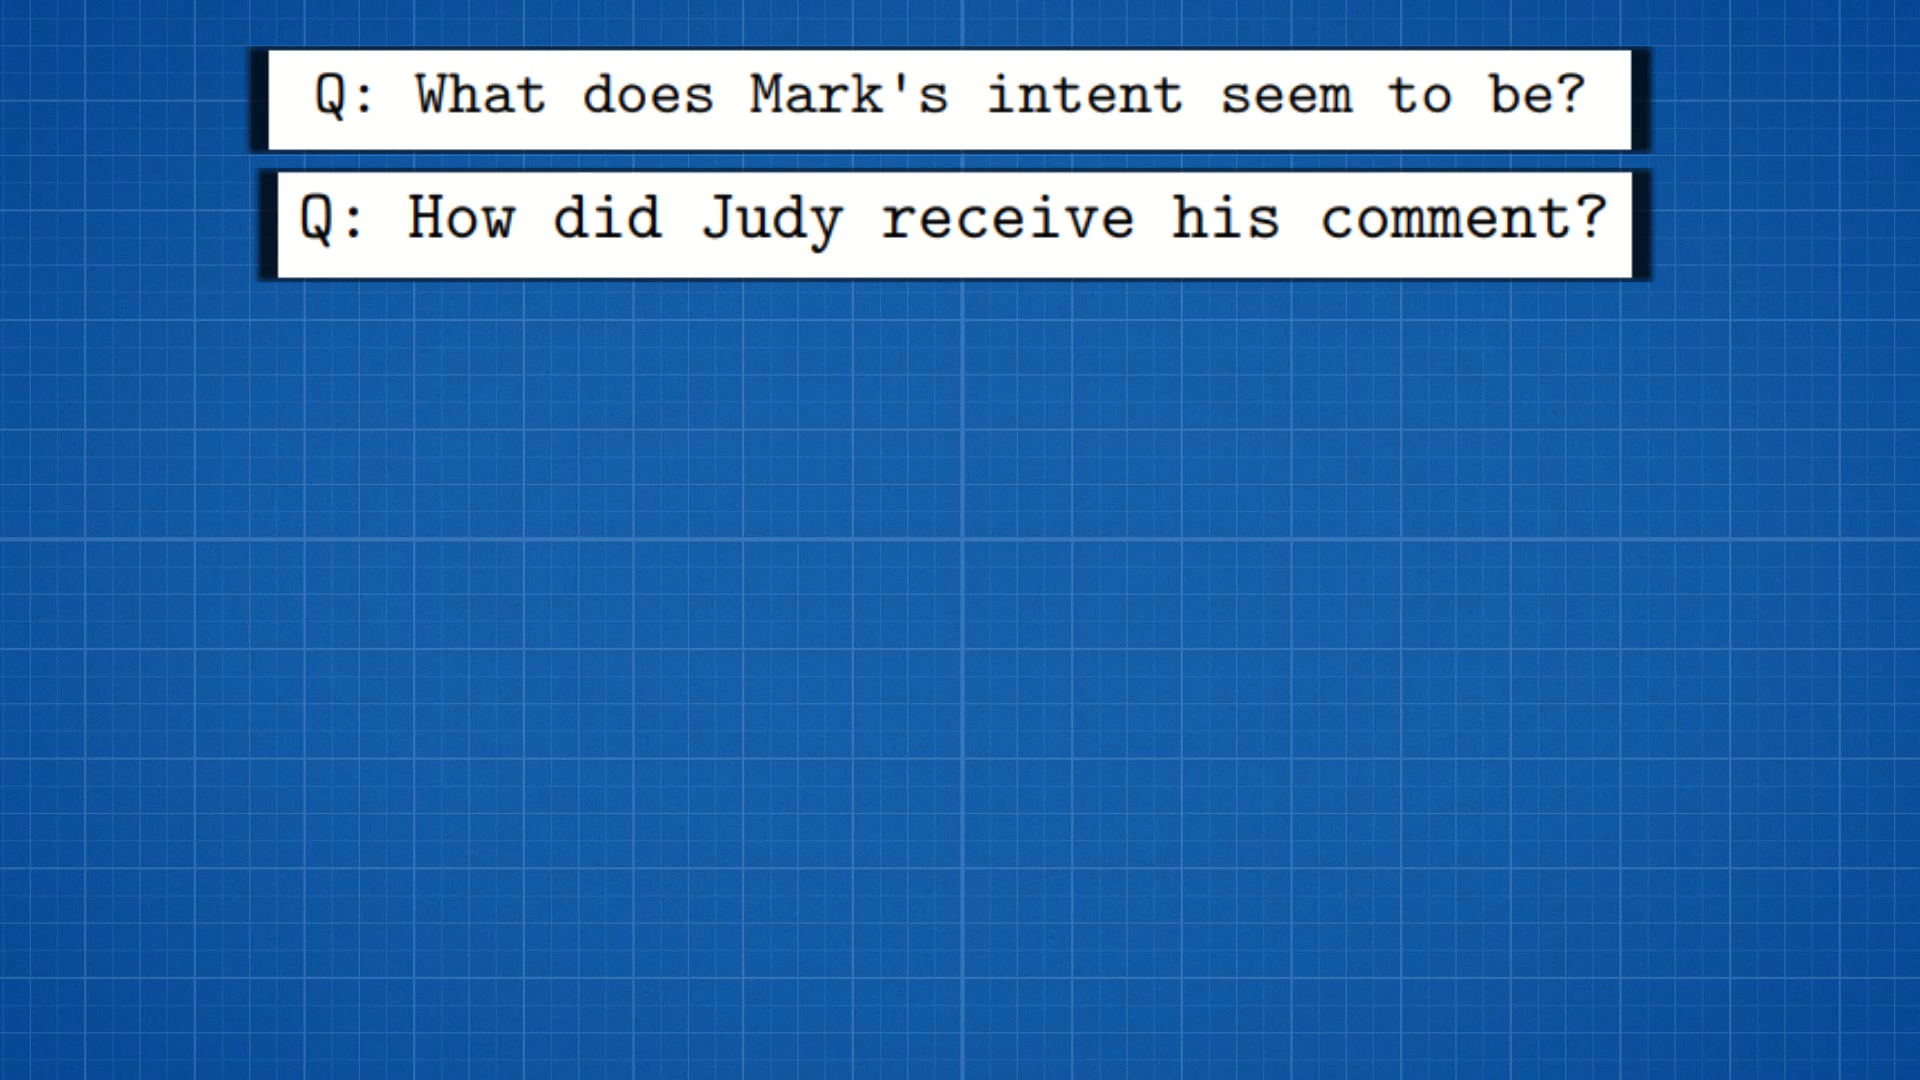 Q: What does Mark's intent seem to be?
Q: How did Judy receive his comment?